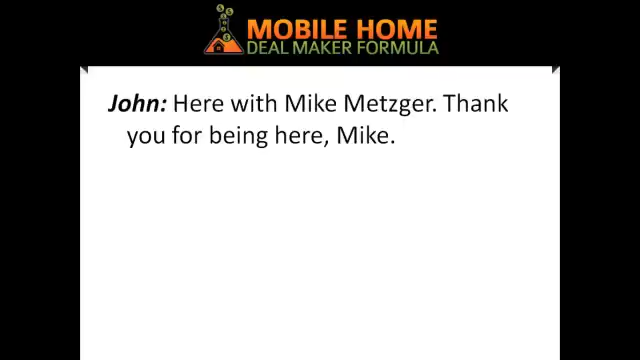 MOBILE HOME
DEAL MAKER FORMULA
John: Here with Mike Metzger. Thank
you for being here, Mike.